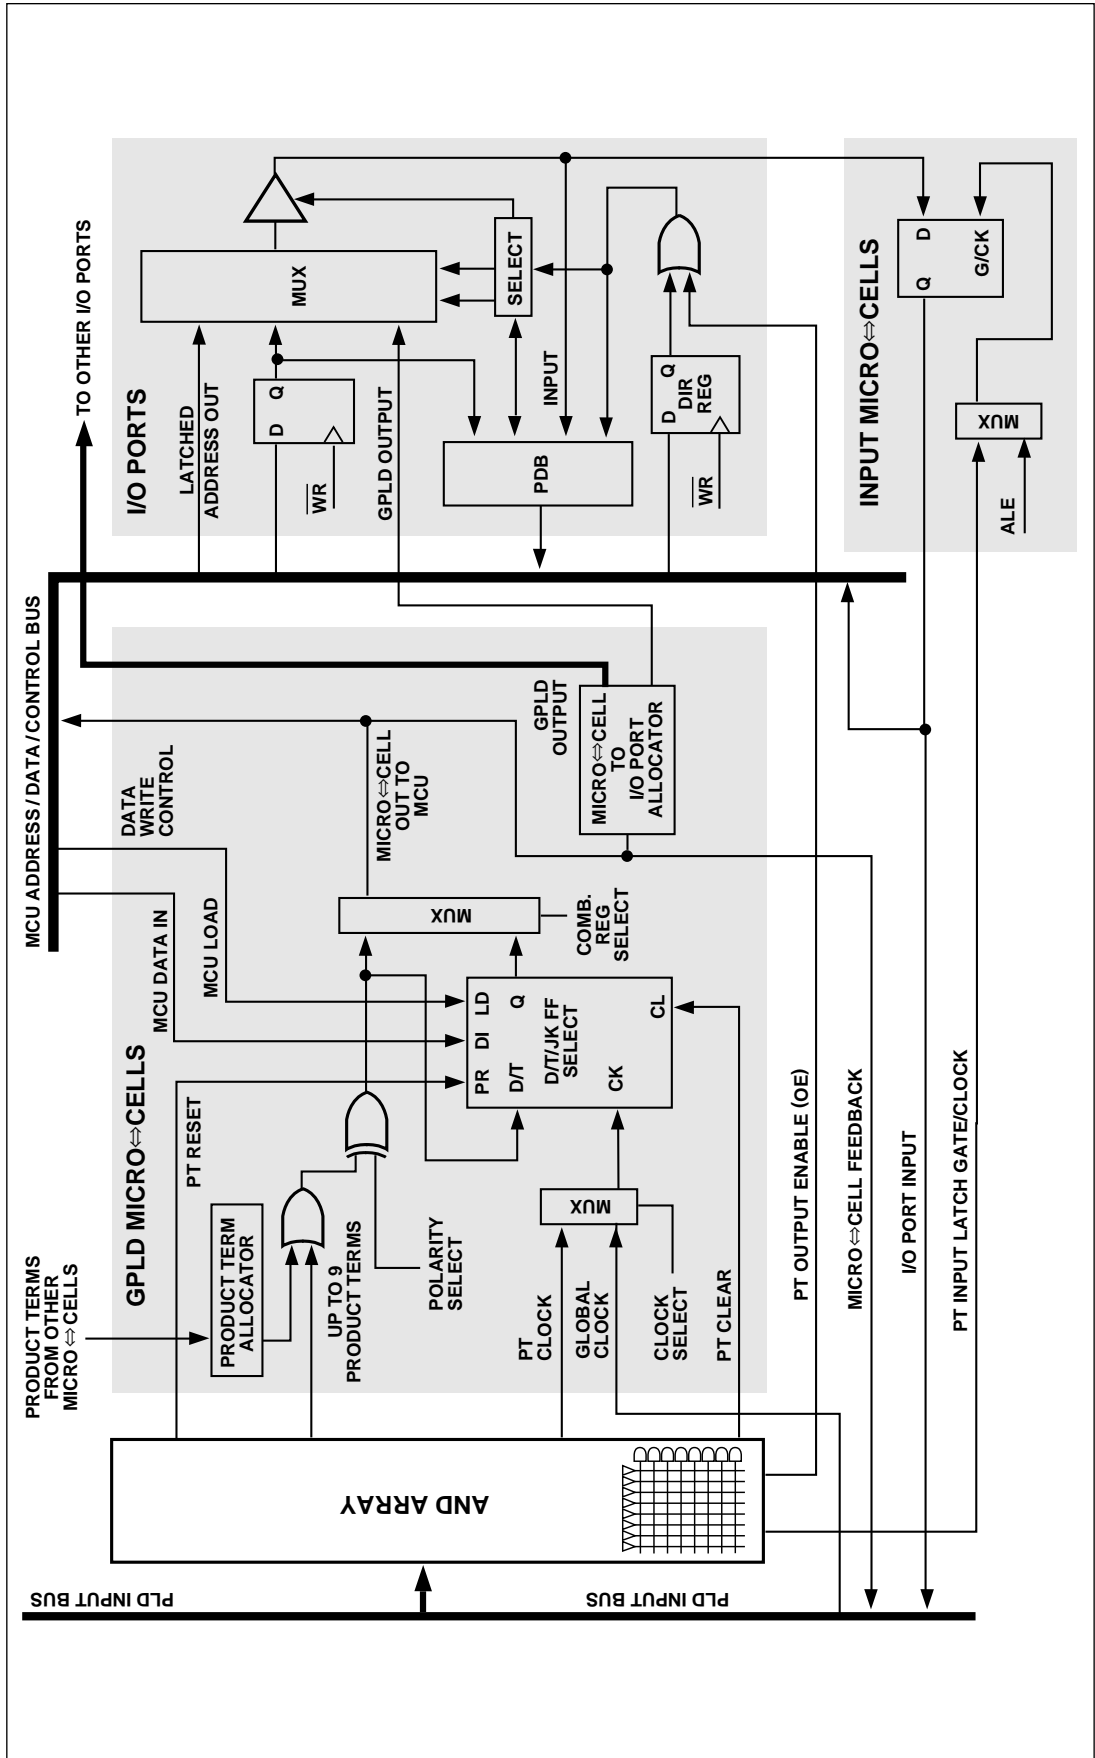 MCU ADDRESS / DATA / CONTROL BUS
TO OTHER I/O PORTS
PRODUCT TERMS
FROM OTHER
MICRO⇔CELLS
GPLD MICRO⇔CELLS
PRODUCT TERM
ALLOCATOR
PT RESET
MCU DATA IN
MCU LOAD
DATA
WRITE
CONTROL
UP TO 9
PRODUCT TERMS
POLARITY
SELECT
PR
DI
LD
D/T
Q
D/T/JK FF
SELECT
CK
CL
MUX
COMB.
REG
SELECT
MICRO⇔CELL
OUT TO
MCU
GPLD
OUTPUT
MICRO⇔CELL
TO
I/O PORT
ALLOCATOR
PT
CLOCK
GLOBAL
CLOCK
CLOCK
SELECT
MUX
PT CLEAR
AND ARRAY
PLD INPUT BUS
PLD INPUT BUS
I/O PORTS
LATCHED
ADDRESS OUT
D
Q
WR
GPLD OUTPUT
MUX
SELECT
INPUT
PDB
D
Q
DIR
REG
WR
PT OUTPUT ENABLE (OE)
MICRO⇔CELL FEEDBACK
I/O PORT INPUT
PT INPUT LATCH GATE/CLOCK
INPUT MICRO⇔CELLS
Q
D
G/CK
MUX
ALE